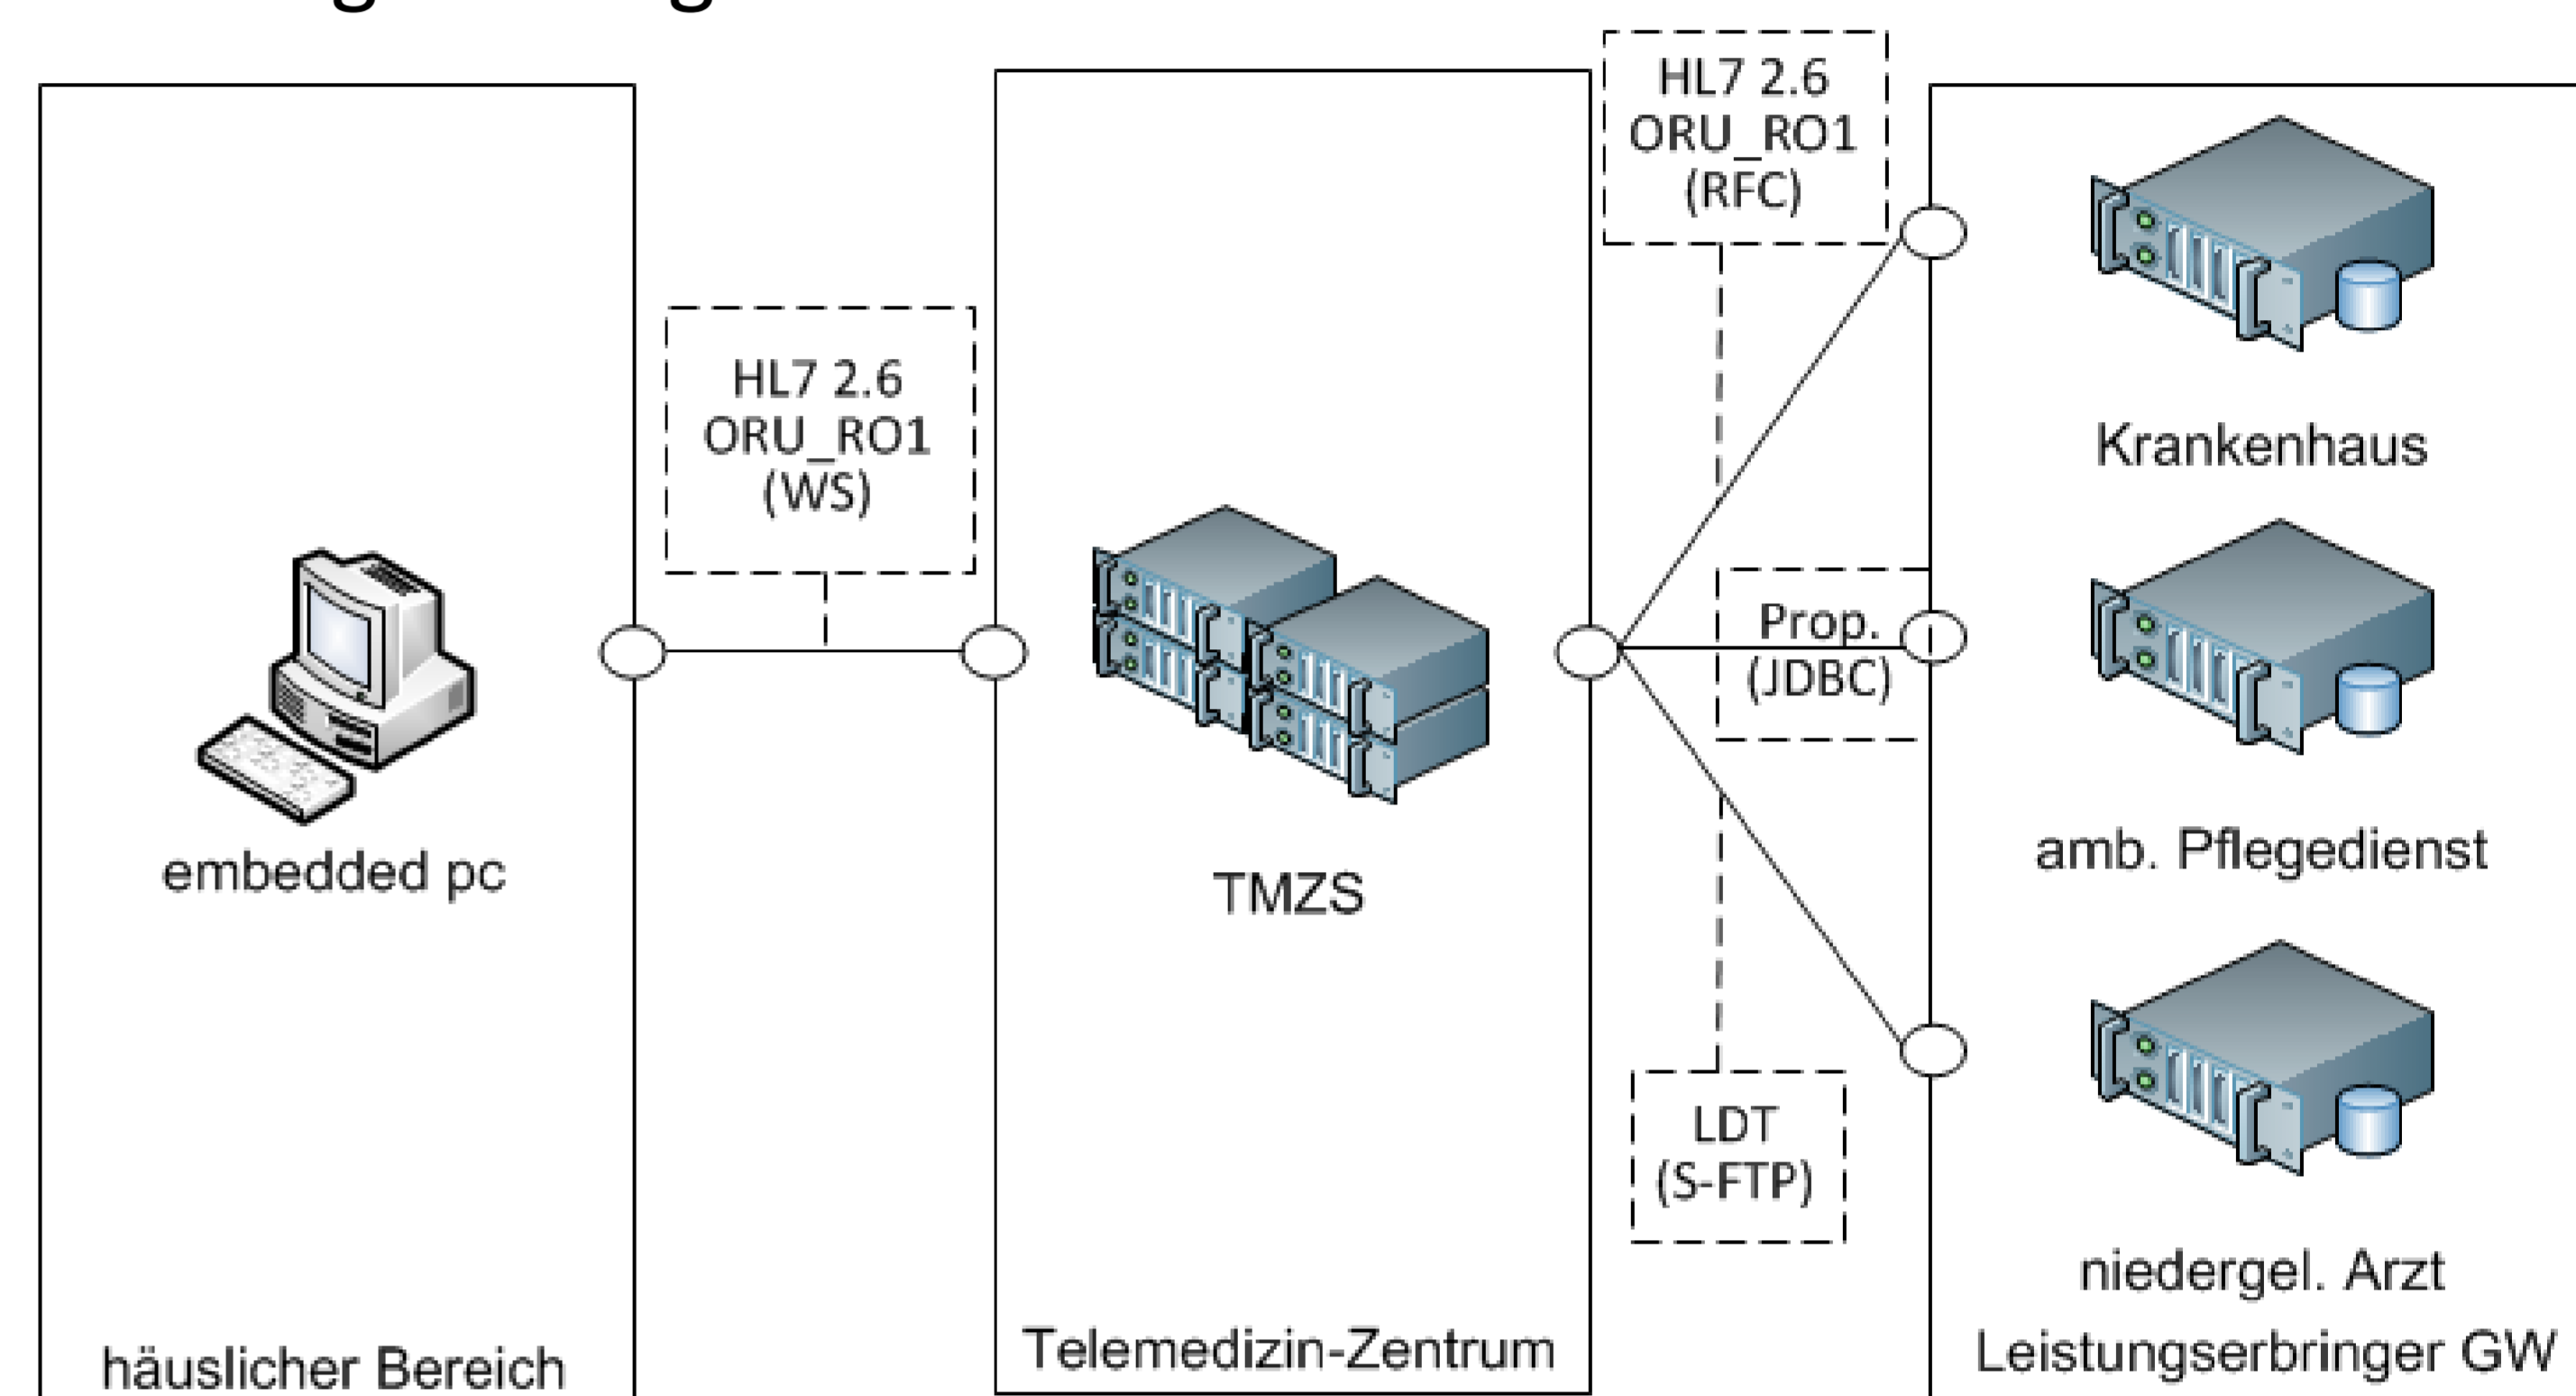 HL7 2.6
ORU_RO1
(WS)
embedded pc
häuslicher Bereich
TMZS
Telemedizin-Zentrum
HL7 2.6
ORU_RO1
(RFC)
Prop.
(JDBC)
LDT
(S-FTP)
Krankenhaus
amb. Pflegedienst
niedergel. Arzt
Leistungserbringer GW